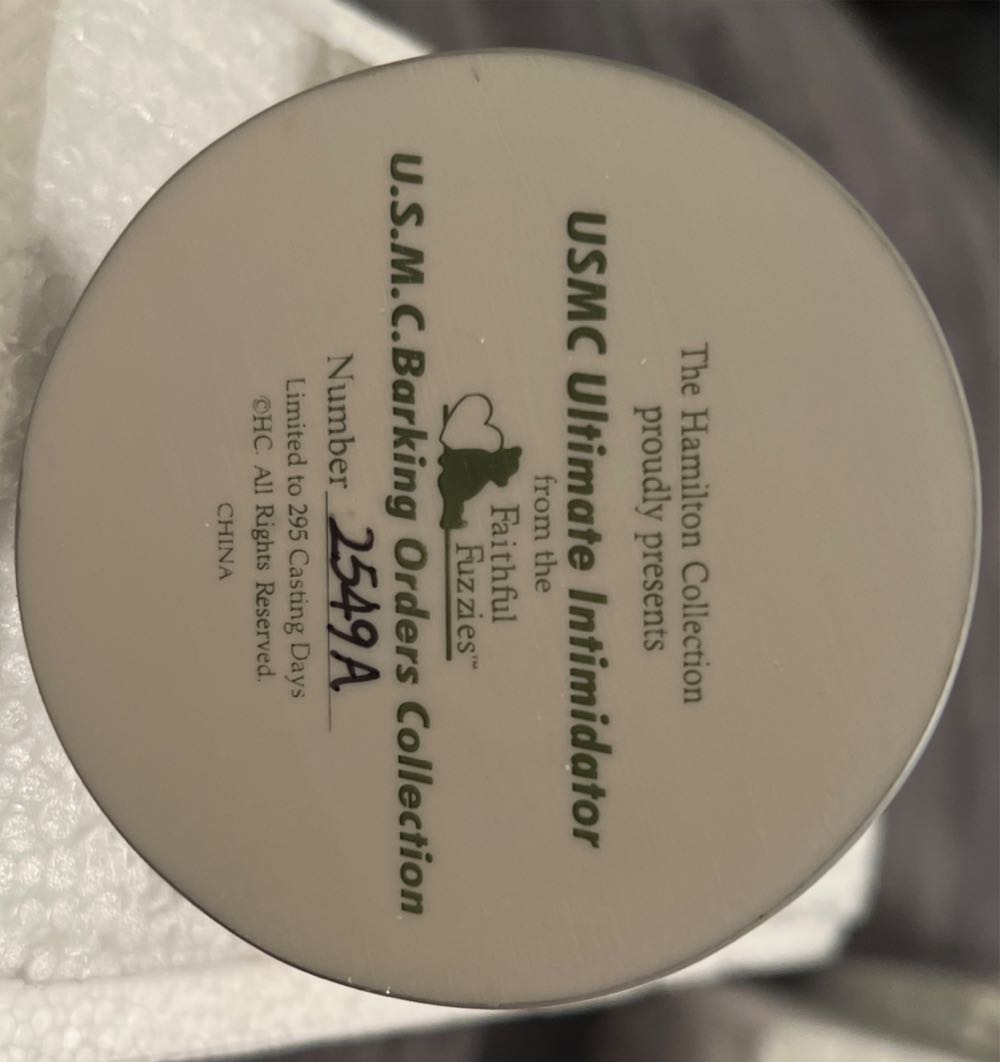 The Hamilton Collection
proudly presents
USMC Ultimate Intimidator
from the
Faithful
Fuzzies™
U.S.M.C.Barking Orders Collection
Number 2549A
Limited to 295 Casting Days
©HC. All Rights Reserved.
CHINA